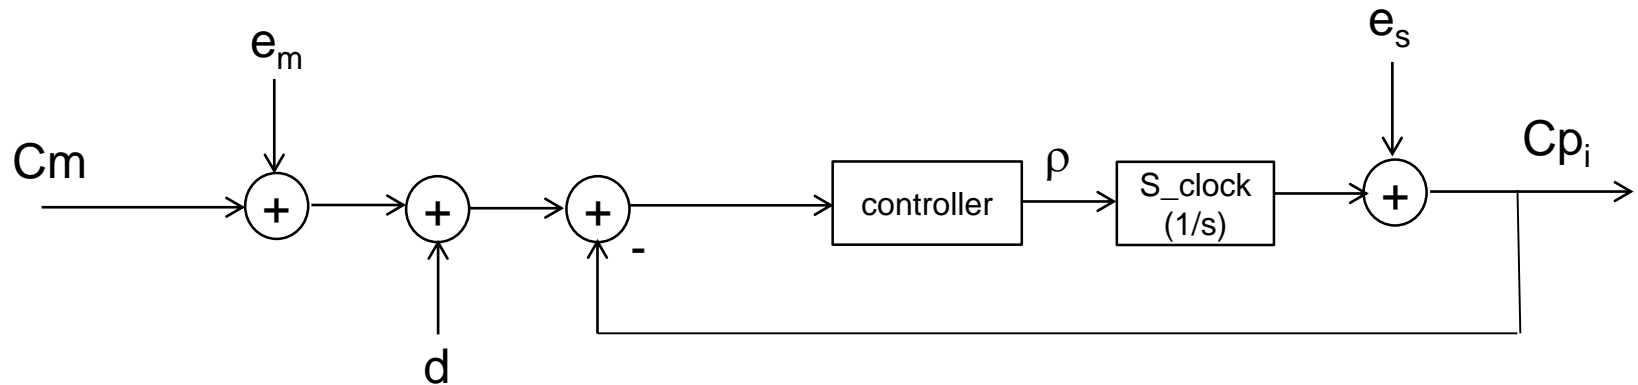 e_m
e_s
Cm
Cp_i
+
+
+
-
controller
ρ
S_clock
(1/s)
+
d